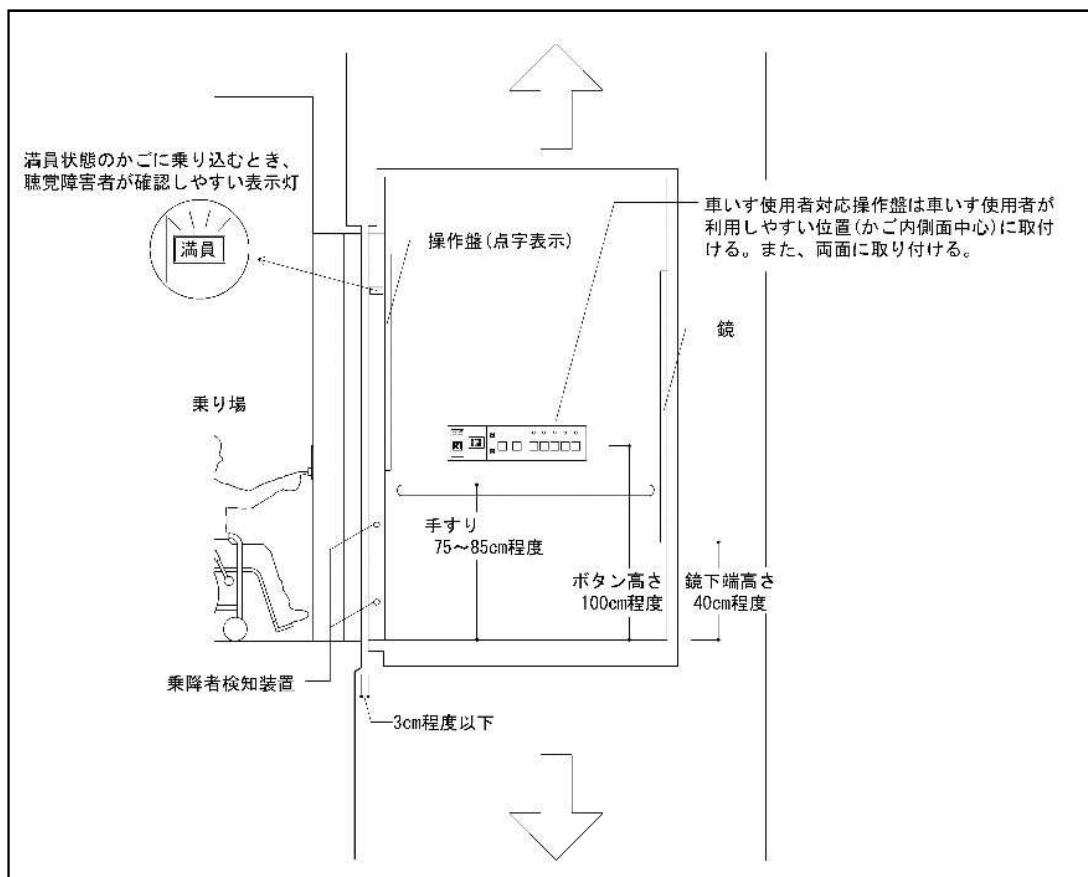 満員状態のかごに乗り込むとき、
聴覚障害者が確認しやすい表示灯
満員
操作盤(点字表示)
車いす使用者対応操作盤は車いす使用者が
利用しやすい位置(かご内側面中心)に取付
ける。また、両面に取り付ける。
鏡
乗り場
手すり
75～85cm程度
ボタン高さ
100cm程度
鏡下端高さ
40cm程度
乗降者検知装置
3cm程度以下